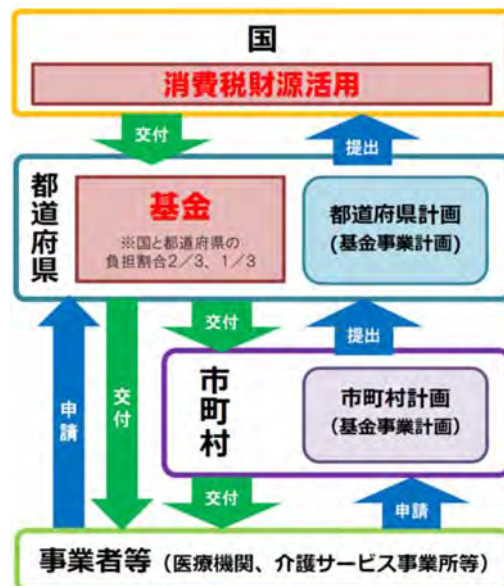 国
消費税財源活用
交付
提出
都道府県
基金
※国と都道府県の
負担割合2／3、1／3
都道府県計画
(基金事業計画)
申請
交付
交付
提出
市町村
市町村計画
(基金事業計画)
交付
申請
事業者等（医療機関、介護サービス事業所等）